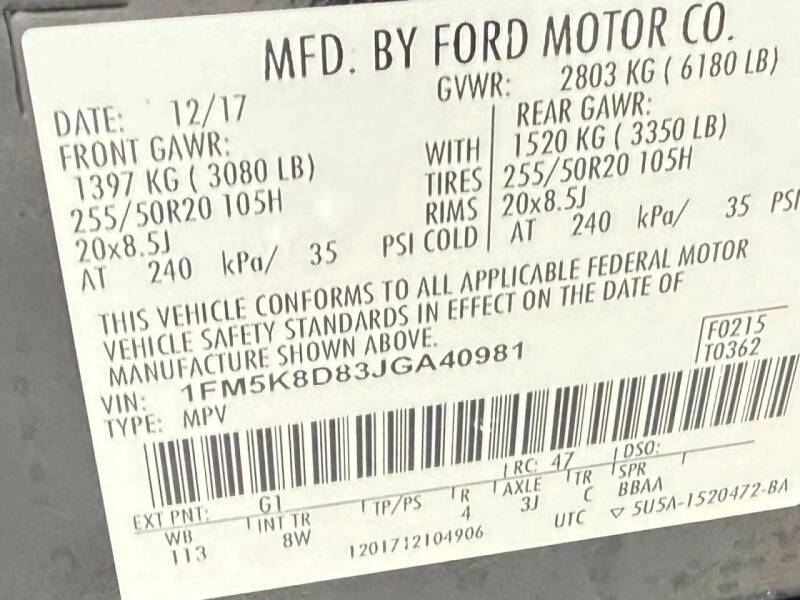 MFD. BY FORD MOTOR CO.
DATE: 12/17 GVWR: 2803 KG ( 6180 LB)
FRONT GAWR: REAR GAWR:
1397 KG ( 3080 LB) WITH 1520 KG ( 3350 LB)
255/50R20 105H TIRES 255/50R20 105H
20x8.5J RIMS 20x8.5J
AT 240 kPa/ 35 PSI COLD AT 240 kPa/ 35 PSI
THIS VEHICLE CONFORMS TO ALL APPLICABLE FEDERAL MOTOR
VEHICLE SAFETY STANDARDS IN EFFECT ON THE DATE OF
MANUFACTURE SHOWN ABOVE.
F0215
VIN: 1FM5K8D83JGA40981 T0362
TYPE: MPV
EXT PNT: G1 RC: 47 DSO:
WB INT TR TP/PS R AXLE TR SPR
113 8W 4 3J C BBAA
1201712104906 UTC ▽ 5U5A-1520472-BA